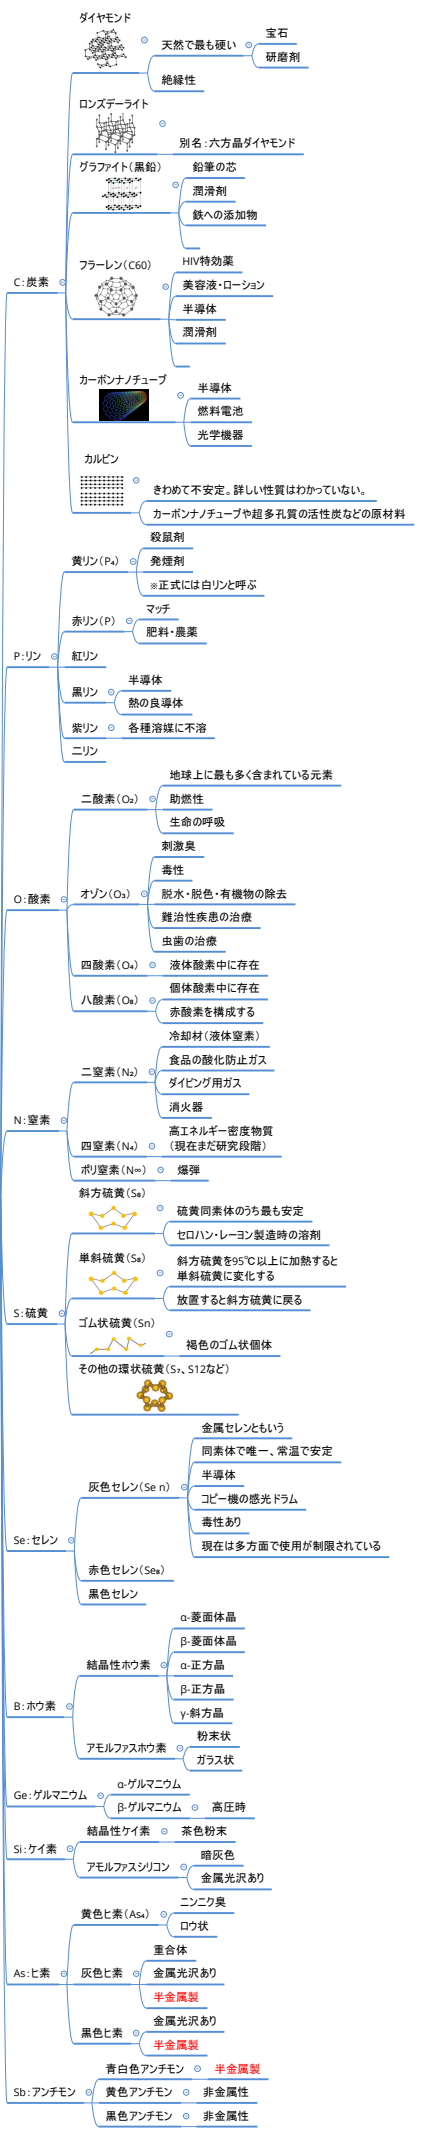 ダイヤモンド
天然で最も硬い
宝石
研磨剤
絶縁性
ロンズデーライト
別名：六方晶ダイヤモンド
グラファイト（黒鉛）
鉛筆の芯
潤滑剤
鉄への添加物
C：炭素
フラーレン（C60）
HIV特効薬
美容液・ローション
半導体
潤滑剤
カーボンナノチューブ
半導体
燃料電池
光学機器
カルビン
きわめて不安定。詳しい性質はわかっていない。
カーボンナノチューブや超多孔質の活性炭などの原材料
P：リン
黄リン（P₄）
殺鼠剤
発煙剤
※正式には白リンと呼ぶ
赤リン（P）
マッチ
肥料・農薬
紅リン
黒リン
半導体
熱の良導体
紫リン
各種溶媒に不溶
二リン
O：酸素
二酸素（O₂）
地球上に最も多く含まれている元素
助燃性
生命の呼吸
オゾン（O₃）
刺激臭
毒性
脱水・脱色・有機物の除去
難治性疾患の治療
虫歯の治療
四酸素（O₄）
液体酸素中に存在
八酸素（O₈）
個体酸素中に存在
赤酸素を構成する
N：窒素
二窒素（N₂）
冷却材（液体窒素）
食品の酸化防止ガス
ダイビング用ガス
消火器
四窒素（N₄）
高エネルギー密度物質
（現在まだ研究段階）
ポリ窒素（N∞）
爆弾
S：硫黄
斜方硫黄（S₈）
硫黄同素体のうち最も安定
セロハン・レーヨン製造時の溶剤
単斜硫黄（S₈）
斜方硫黄を95℃以上に加熱すると
単斜硫黄に変化する
放置すると斜方硫黄に戻る
ゴム状硫黄（Sn）
褐色のゴム状個体
その他の環状硫黄（S₇、S12など）
Se：セレン
灰色セレン（Se n）
金属セレンともいう
同素体で唯一、常温で安定
半導体
コピー機の感光ドラム
毒性あり
現在は多方面で使用が制限されている
赤色セレン（Se₈）
黒色セレン
B：ホウ素
結晶性ホウ素
α-菱面体晶
β-菱面体晶
α-正方晶
β-正方晶
γ-斜方晶
アモルファスホウ素
粉末状
ガラス状
Ge：ゲルマニウム
α-ゲルマニウム
β-ゲルマニウム
高圧時
Si：ケイ素
結晶性ケイ素
茶色粉末
アモルファスシリコン
暗灰色
金属光沢あり
As：ヒ素
黄色ヒ素（As₄）
ニンニク臭
ロウ状
灰色ヒ素
重合体
金属光沢あり
半金属製
黒色ヒ素
金属光沢あり
半金属製
Sb：アンチモン
青白色アンチモン
半金属製
黄色アンチモン
非金属性
黒色アンチモン
非金属性